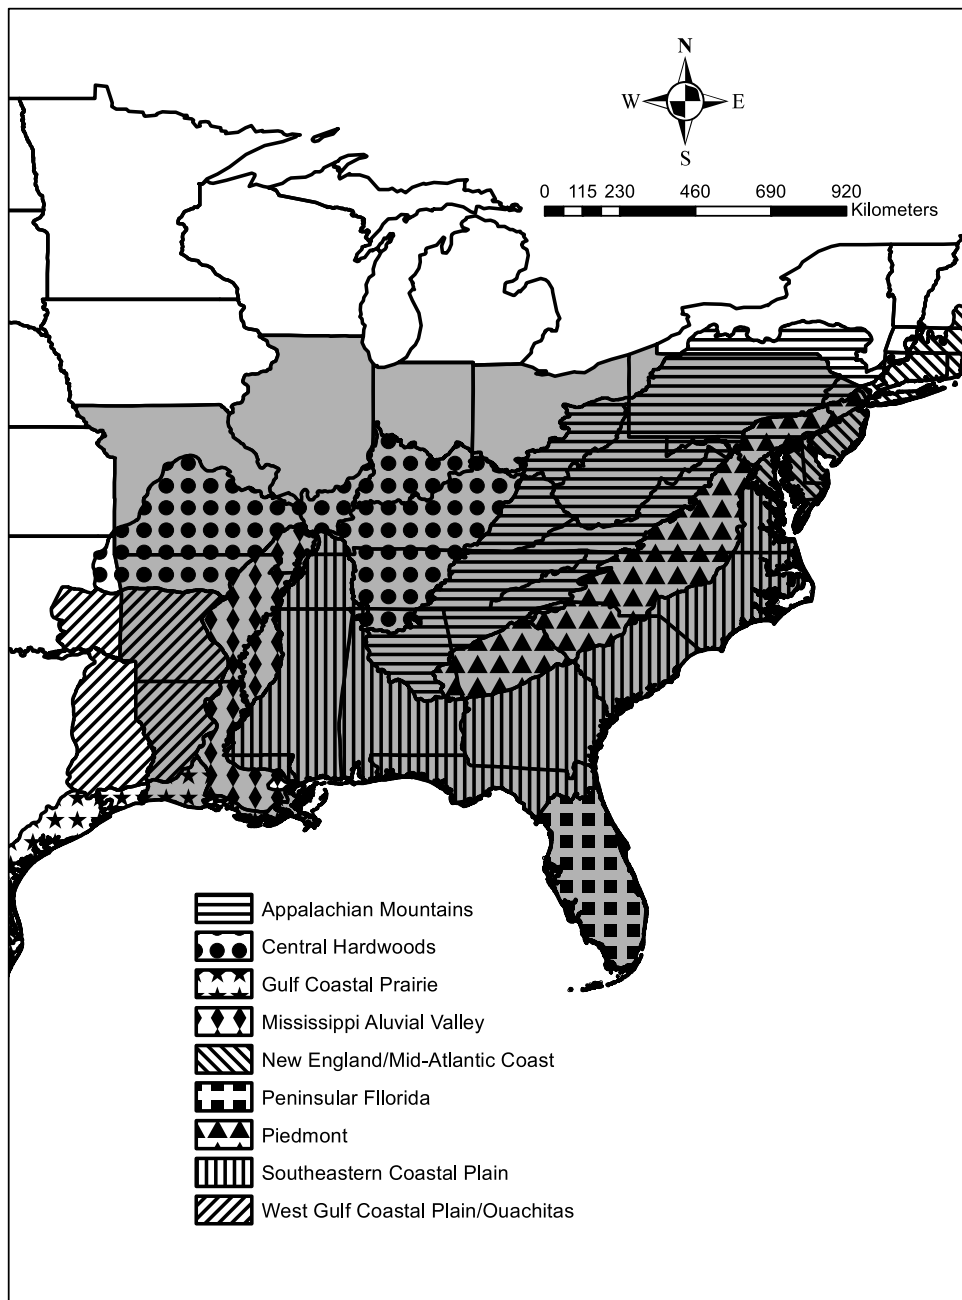 N
W E
S
0 115 230 460 690 920
Kilometers
Appalachian Mountains
Central Hardwoods
Gulf Coastal Prairie
Mississippi Aluvial Valley
New England/Mid-Atlantic Coast
Peninsular Fllorida
Piedmont
Southeastern Coastal Plain
West Gulf Coastal Plain/Ouachitas